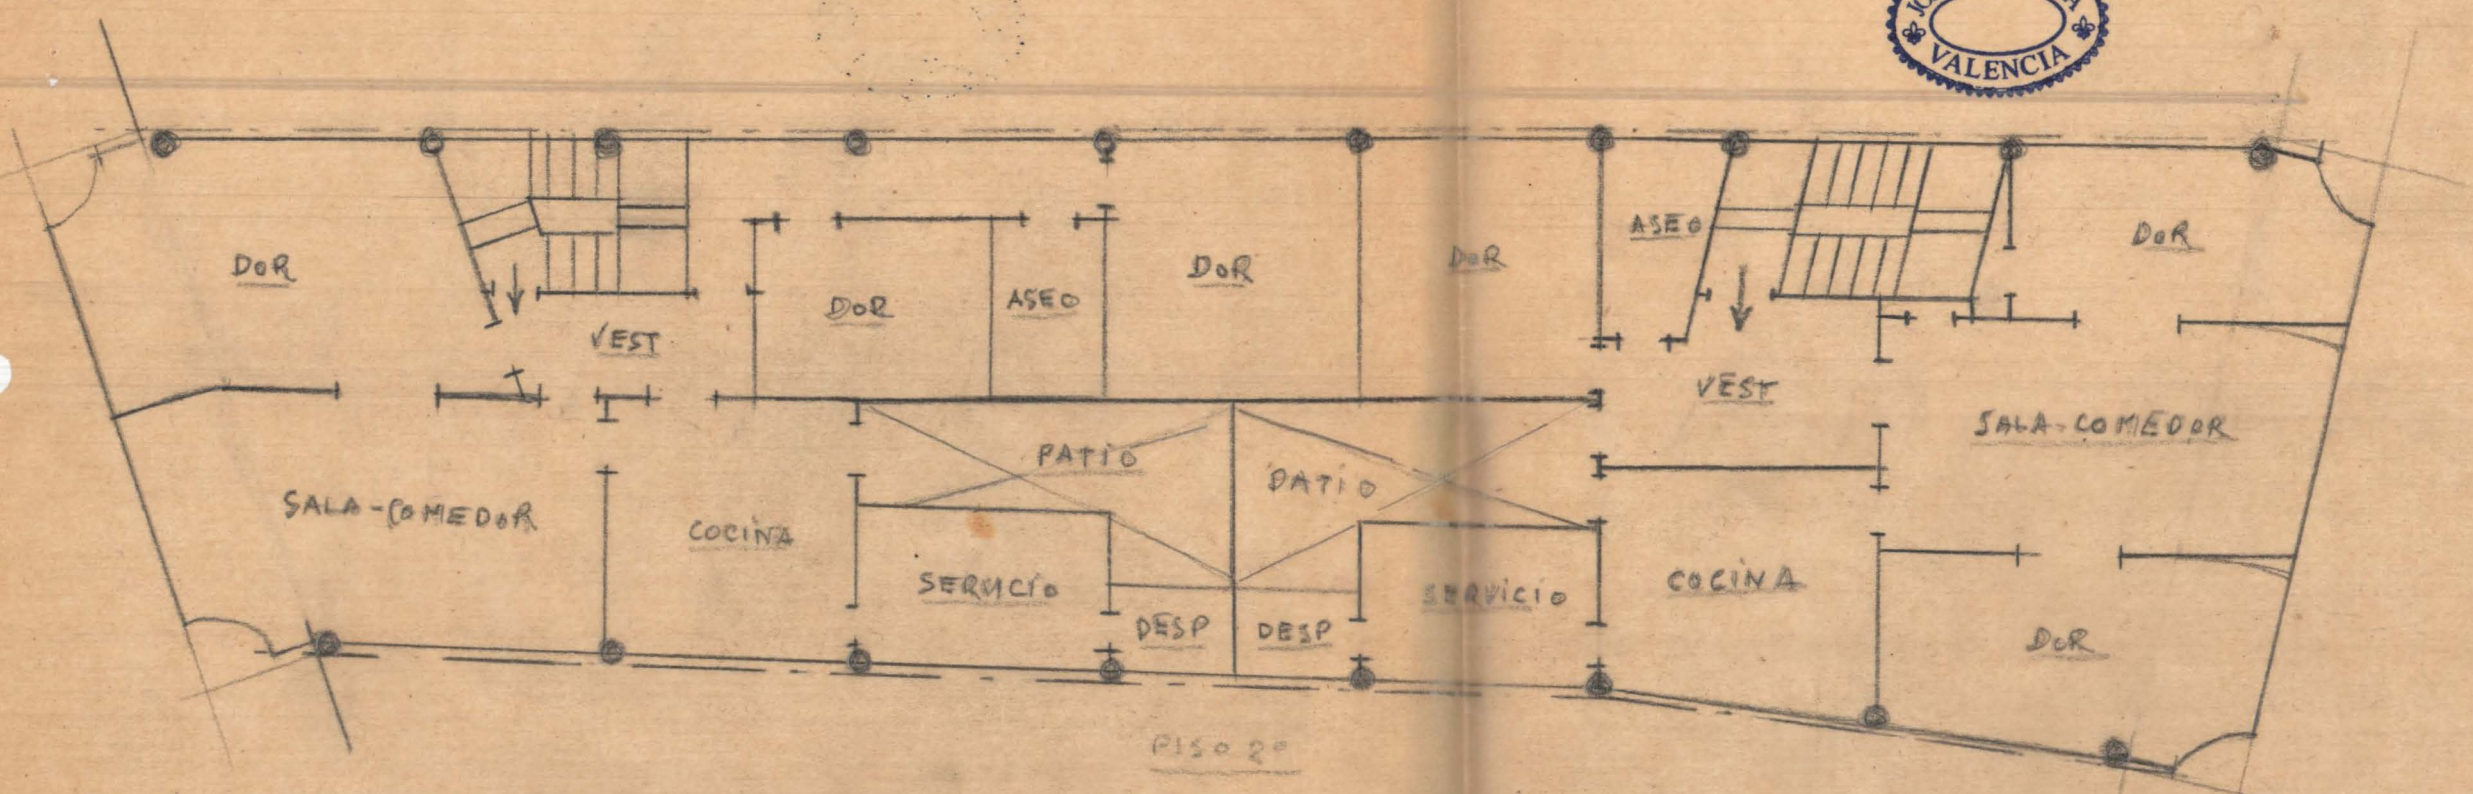 VALENCIA
DOR
VEST
DOR
ASEO
DOR
DOR
ASEO
DOR
VEST
SALA-COMEDOR
SALA-COMEDOR
COCINA
PATIO
PATIO
SERVICIO
DESP
DESP
SERVICIO
COCINA
DOR
PISO 2º